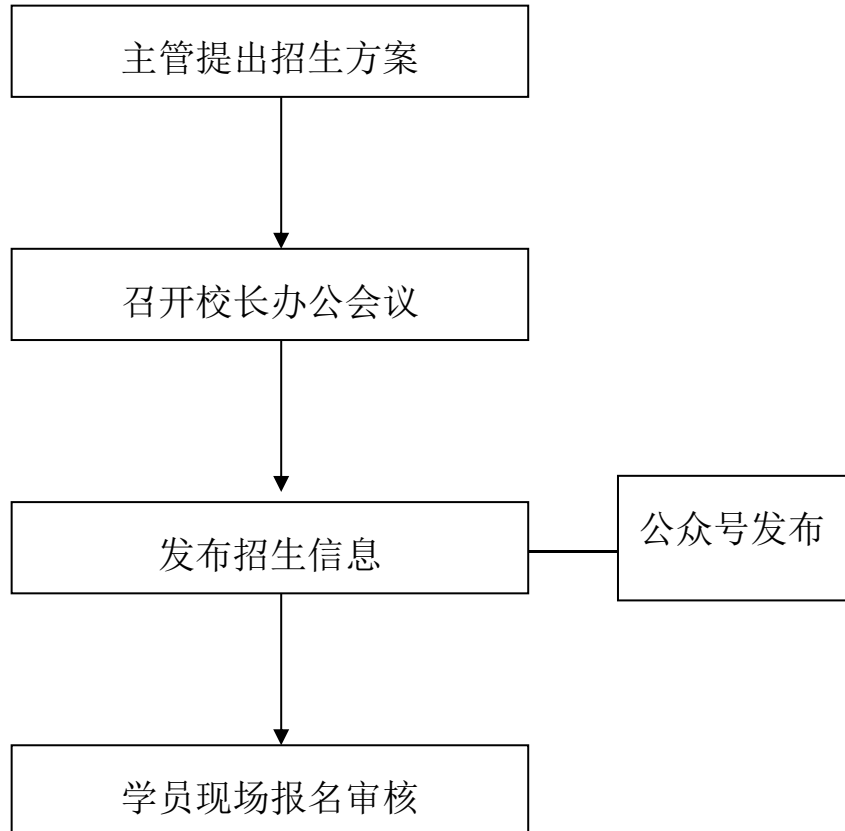 主管提出招生方案
召开校长办公会议
发布招生信息
公众号发布
学员现场报名审核